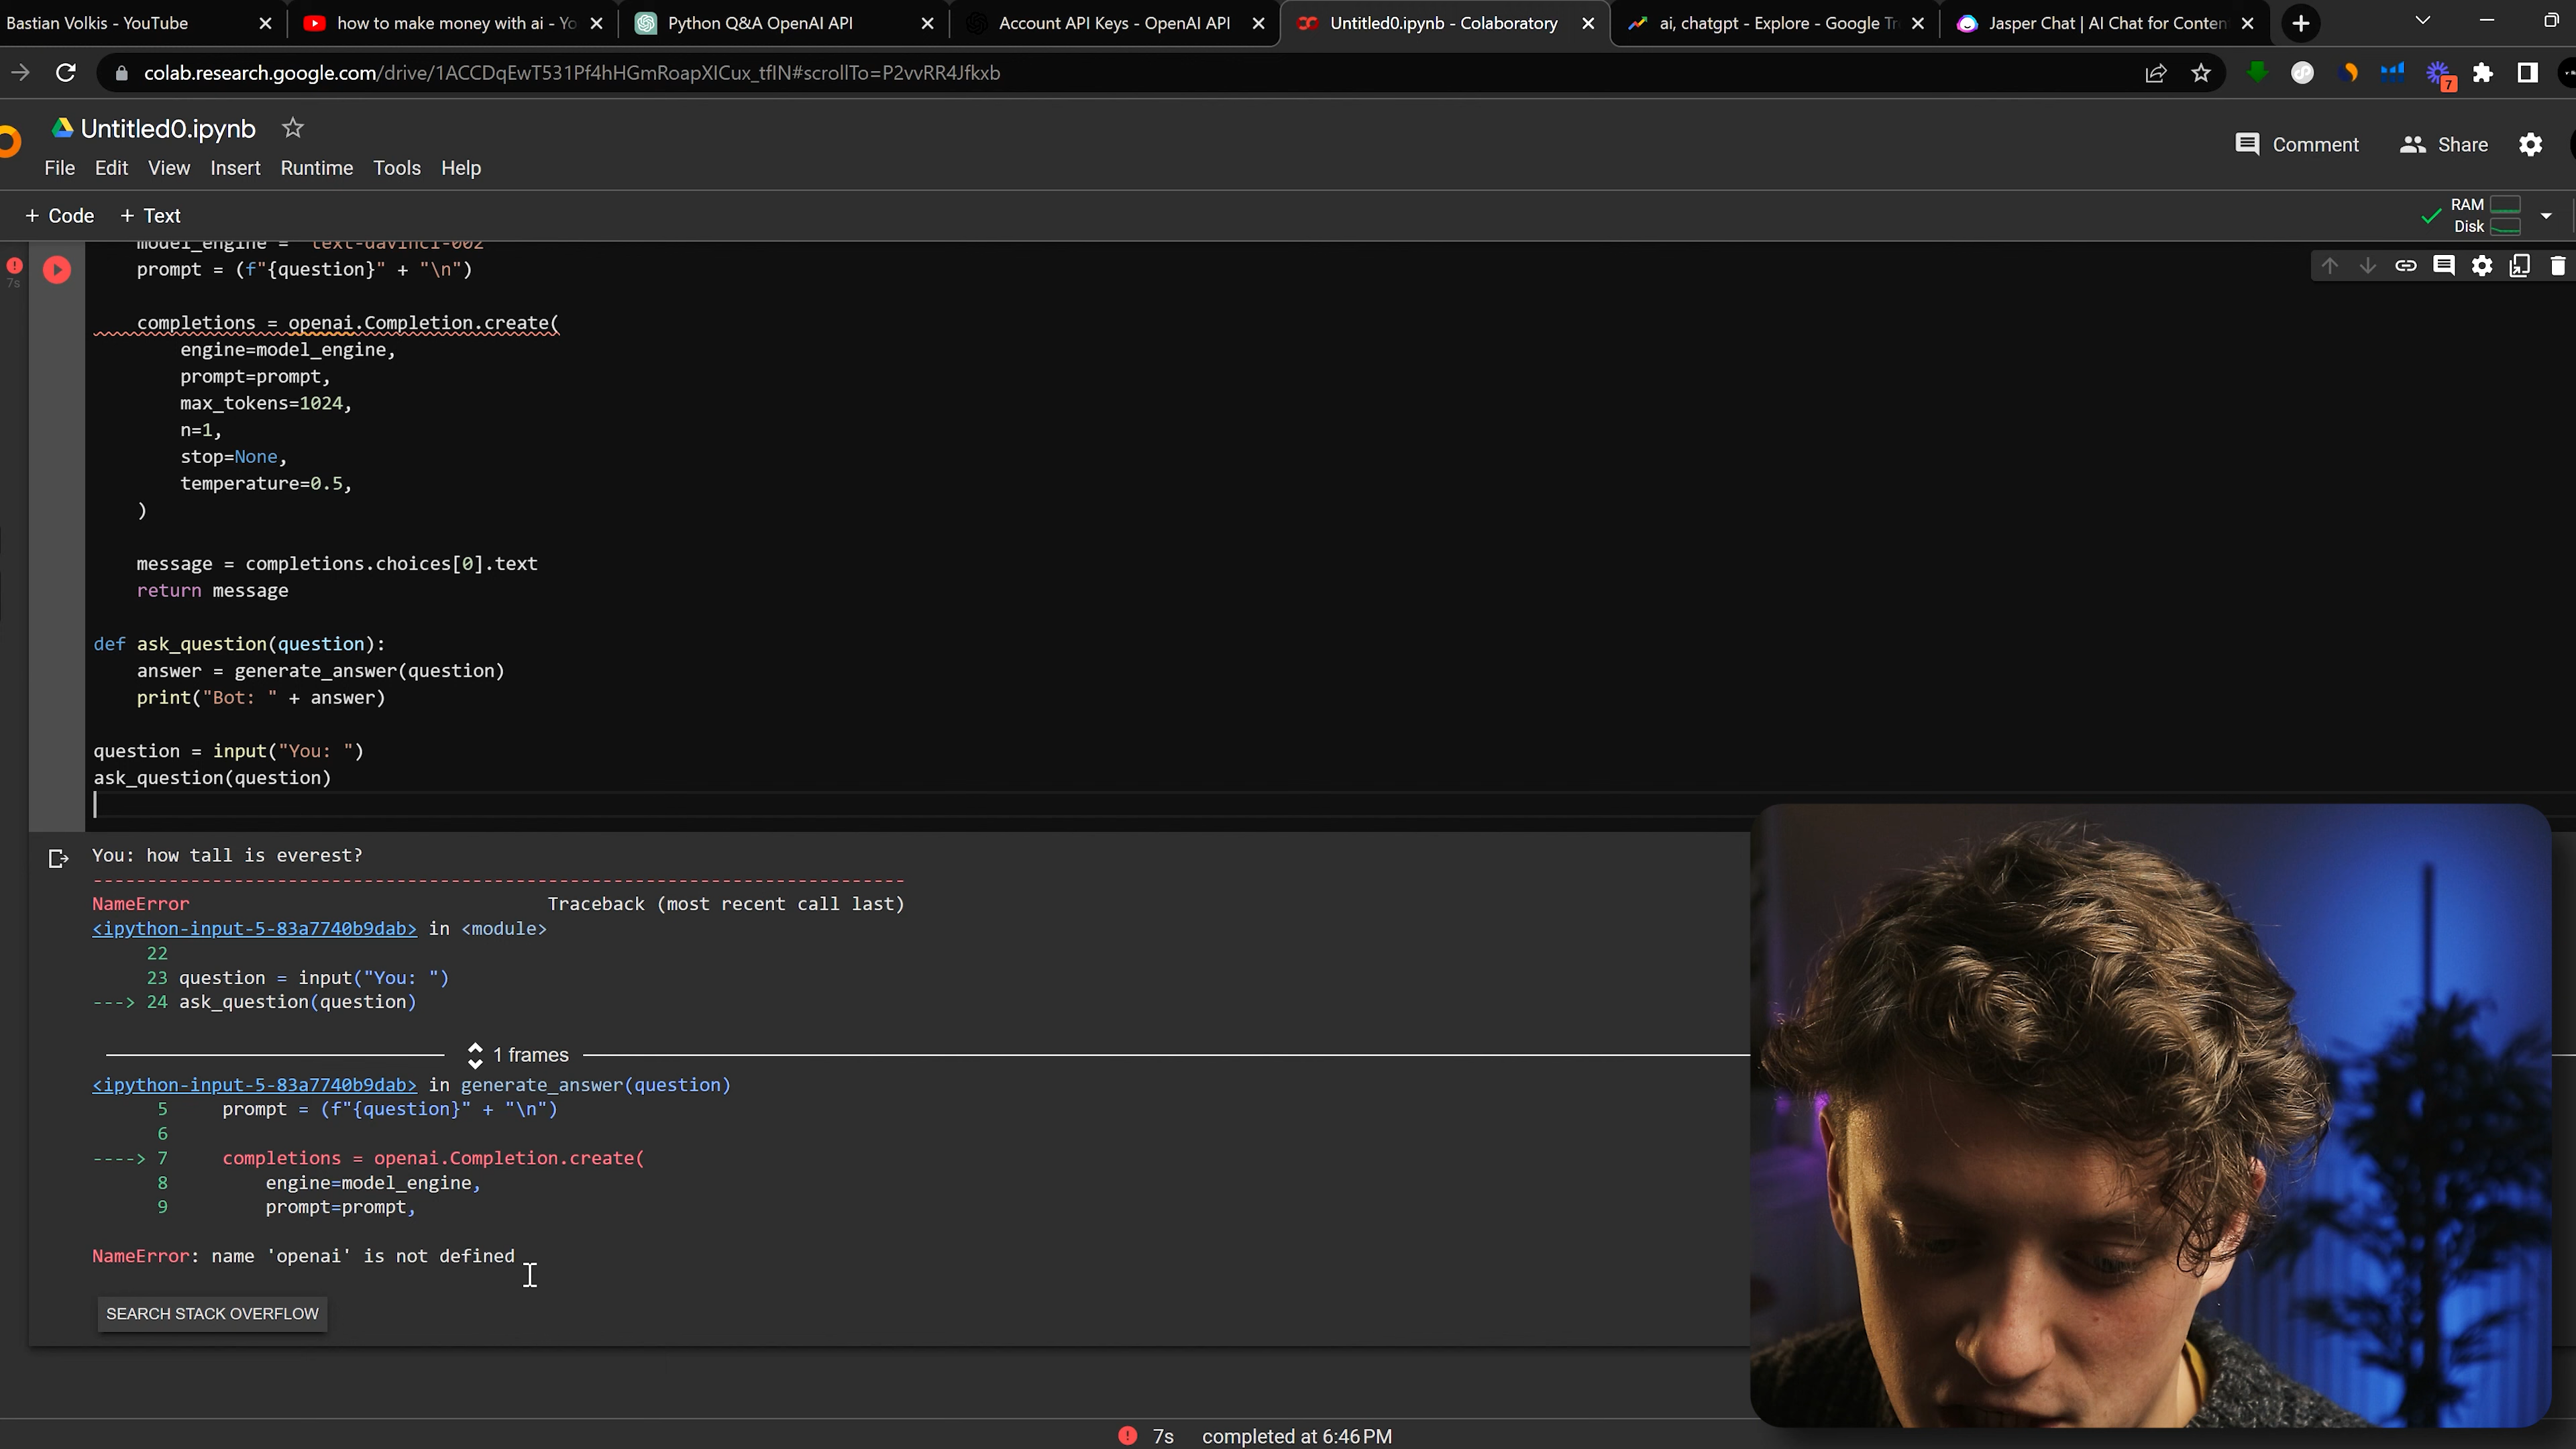 Bastian Volkis - YouTube
how to make money with ai - Yo
Python Q&A OpenAI API
Account API Keys - OpenAI API
Untitled0.ipynb - Colaboratory
ai, chatgpt - Explore - Google Tr
Jasper Chat | AI Chat for Conten
colab.research.google.com/drive/1ACCDqEwT531Pf4hHGmRoapXICux_tfIN#scrollTo=P2vvRR4Jfkxb
7
Untitled0.ipynb
File Edit View Insert Runtime Tools Help
Comment
Share
+ Code + Text
RAM
Disk
7s
model_engine = "text-davinci-002"
prompt = (f"{question}" + "\n")
completions = openai.Completion.create(
engine=model_engine,
prompt=prompt,
max_tokens=1024,
n=1,
stop=None,
temperature=0.5,
)
message = completions.choices[0].text
return message
def ask_question(question):
answer = generate_answer(question)
print("Bot: " + answer)
question = input("You: ")
ask_question(question)
You: how tall is everest?
---------------------------------------------------------------------------
NameError Traceback (most recent call last)
<ipython-input-5-83a7740b9dab> in <module>
22
23 question = input("You: ")
---> 24 ask_question(question)
1 frames
<ipython-input-5-83a7740b9dab> in generate_answer(question)
5 prompt = (f"{question}" + "\n")
6
----> 7 completions = openai.Completion.create(
8 engine=model_engine,
9 prompt=prompt,
NameError: name 'openai' is not defined
SEARCH STACK OVERFLOW
7s completed at 6:46 PM